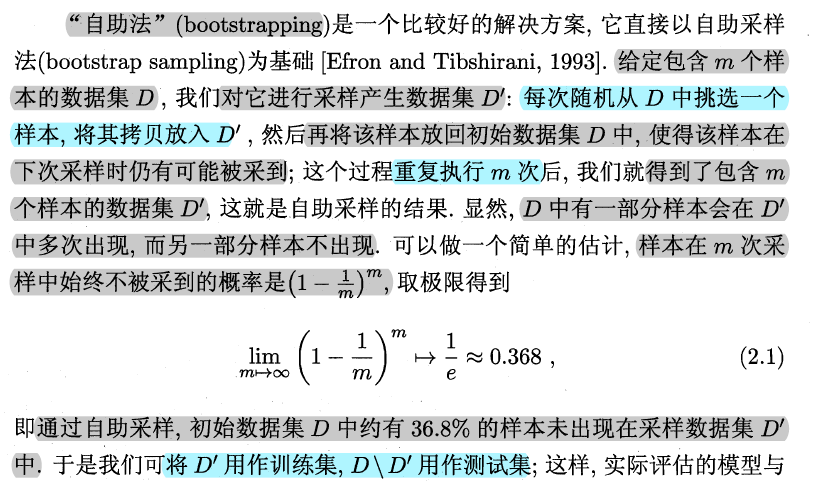 “自助法” (bootstrapping)是一个比较好的解决方案, 它直接以自助采样
法(bootstrap sampling)为基础 [Efron and Tibshirani, 1993]. 给定包含 m 个样
本的数据集 D , 我们对它进行采样产生数据集 D′: 每次随机从 D 中挑选一个
样本, 将其拷贝放入 D′ , 然后再将该样本放回初始数据集 D 中, 使得该样本在
下次采样时仍有可能被采到; 这个过程重复执行 m 次后, 我们就得到了包含 m
个样本的数据集 D′, 这就是自助采样的结果. 显然, D 中有一部分样本会在 D′
中多次出现, 而另一部分样本不出现. 可以做一个简单的估计, 样本在 m 次采
样中始终不被采到的概率是(1 − 1/m)^m, 取极限得到
lim m↦∞ (1 − 1/m)^m ↦ 1/e ≈ 0.368 , (2.1)
即通过自助采样, 初始数据集 D 中约有 36.8% 的样本未出现在采样数据集 D′
中. 于是我们可将 D′ 用作训练集, D\D′ 用作测试集; 这样, 实际评估的模型与